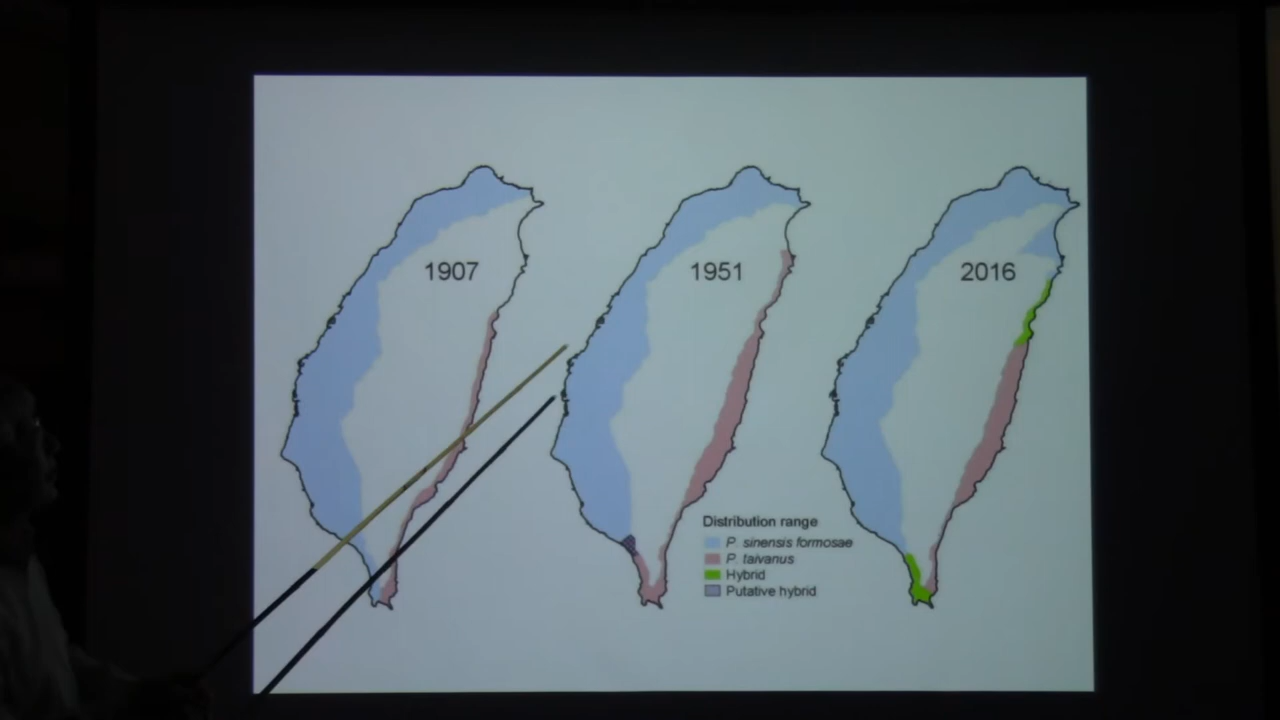 1907
1951
2016
Distribution range
P. sinensis formosae
P. taivanus
Hybrid
Putative hybrid